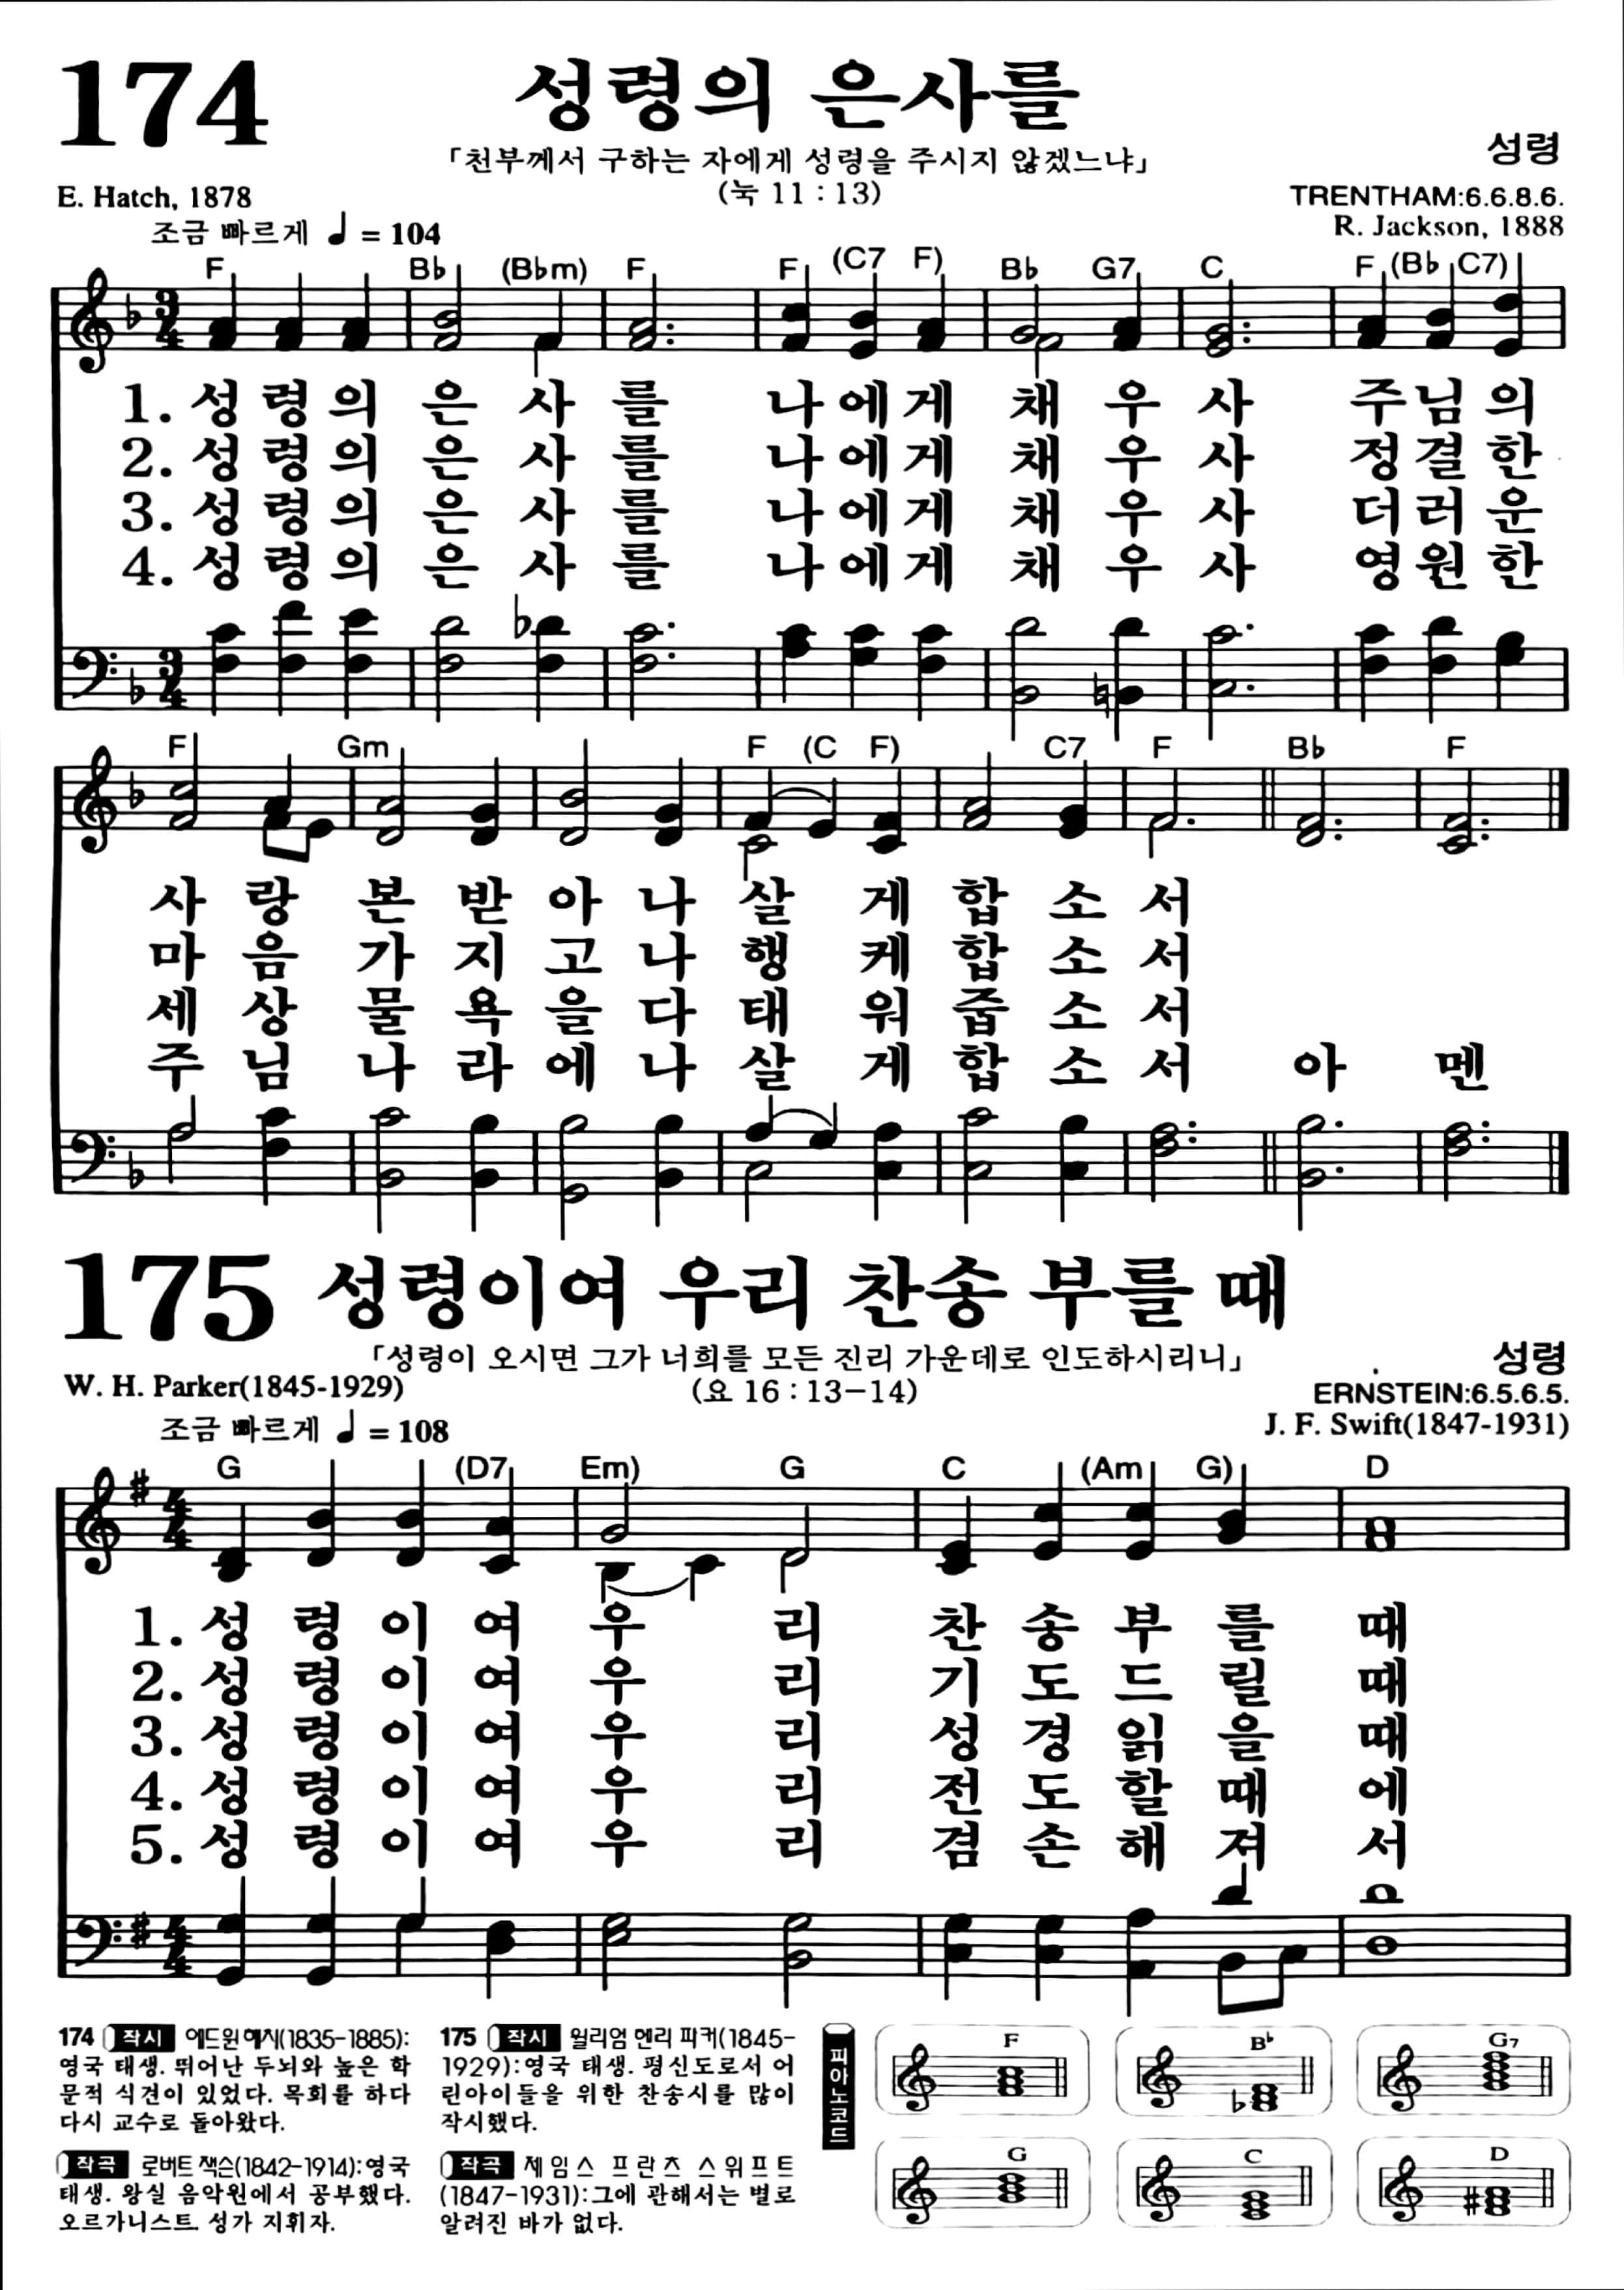 174 성령의 은사를
「천부께서 구하는 자에게 성령을 주시지 않겠느냐」
성령
(눅 11 : 13)
E. Hatch, 1878
TRENTHAM:6.6.8.6.
R. Jackson, 1888
조금 빠르게 ♩ = 104
F B♭ (B♭m) F F (C7 F) B♭ G7 C F (B♭ C7)
3/4
1. 성 령 의 은 사 를 나 에 게 채 우 사 주 님 의
2. 성 령 의 은 사 를 나 에 게 채 우 사 정 결 한
3. 성 령 의 은 사 를 나 에 게 채 우 사 더 러 운
4. 성 령 의 은 사 를 나 에 게 채 우 사 영 원 한
3/4
F Gm F (C F) C7 F B♭ F
사 랑 본 받 아 나 살 게 합 소 서
마 음 가 지 고 나 행 케 합 소 서
세 상 물 욕 을 다 태 워 줍 소 서
주 님 나 라 에 나 살 게 합 소 서 아 멘
175 성령이여 우리 찬송 부를 때
「성령이 오시면 그가 너희를 모든 진리 가운데로 인도하시리니」
성령
W. H. Parker(1845-1929)
(요 16 : 13-14)
ERNSTEIN:6.5.6.5.
J. F. Swift(1847-1931)
조금 빠르게 ♩ = 108
G (D7 Em) G C (Am G) D
4/4
1. 성 령 이 여 우 리 찬 송 부 를 때
2. 성 령 이 여 우 리 기 도 드 릴 때
3. 성 령 이 여 우 리 성 경 읽 을 때
4. 성 령 이 여 우 리 전 도 할 때 에
5. 성 령 이 여 우 리 겸 손 해 져 서
4/4
174 작시 에드윈 해치(1835-1885):
영국 태생. 뛰어난 두뇌와 높은 학
문적 식견이 있었다. 목회를 하다
다시 교수로 돌아왔다.
작곡 로버트 잭슨(1842-1914):영국
태생. 왕실 음악원에서 공부했다.
오르가니스트 성가 지휘자.
175 작시 윌리엄 헨리 파커(1845-
1929):영국 태생. 평신도로서 어
린아이들을 위한 찬송시를 많이
작시했다.
작곡 제임스 프란츠 스위프트
(1847-1931):그에 관해서는 별로
알려진 바가 없다.
피아노코드
F B♭ G7
G C D